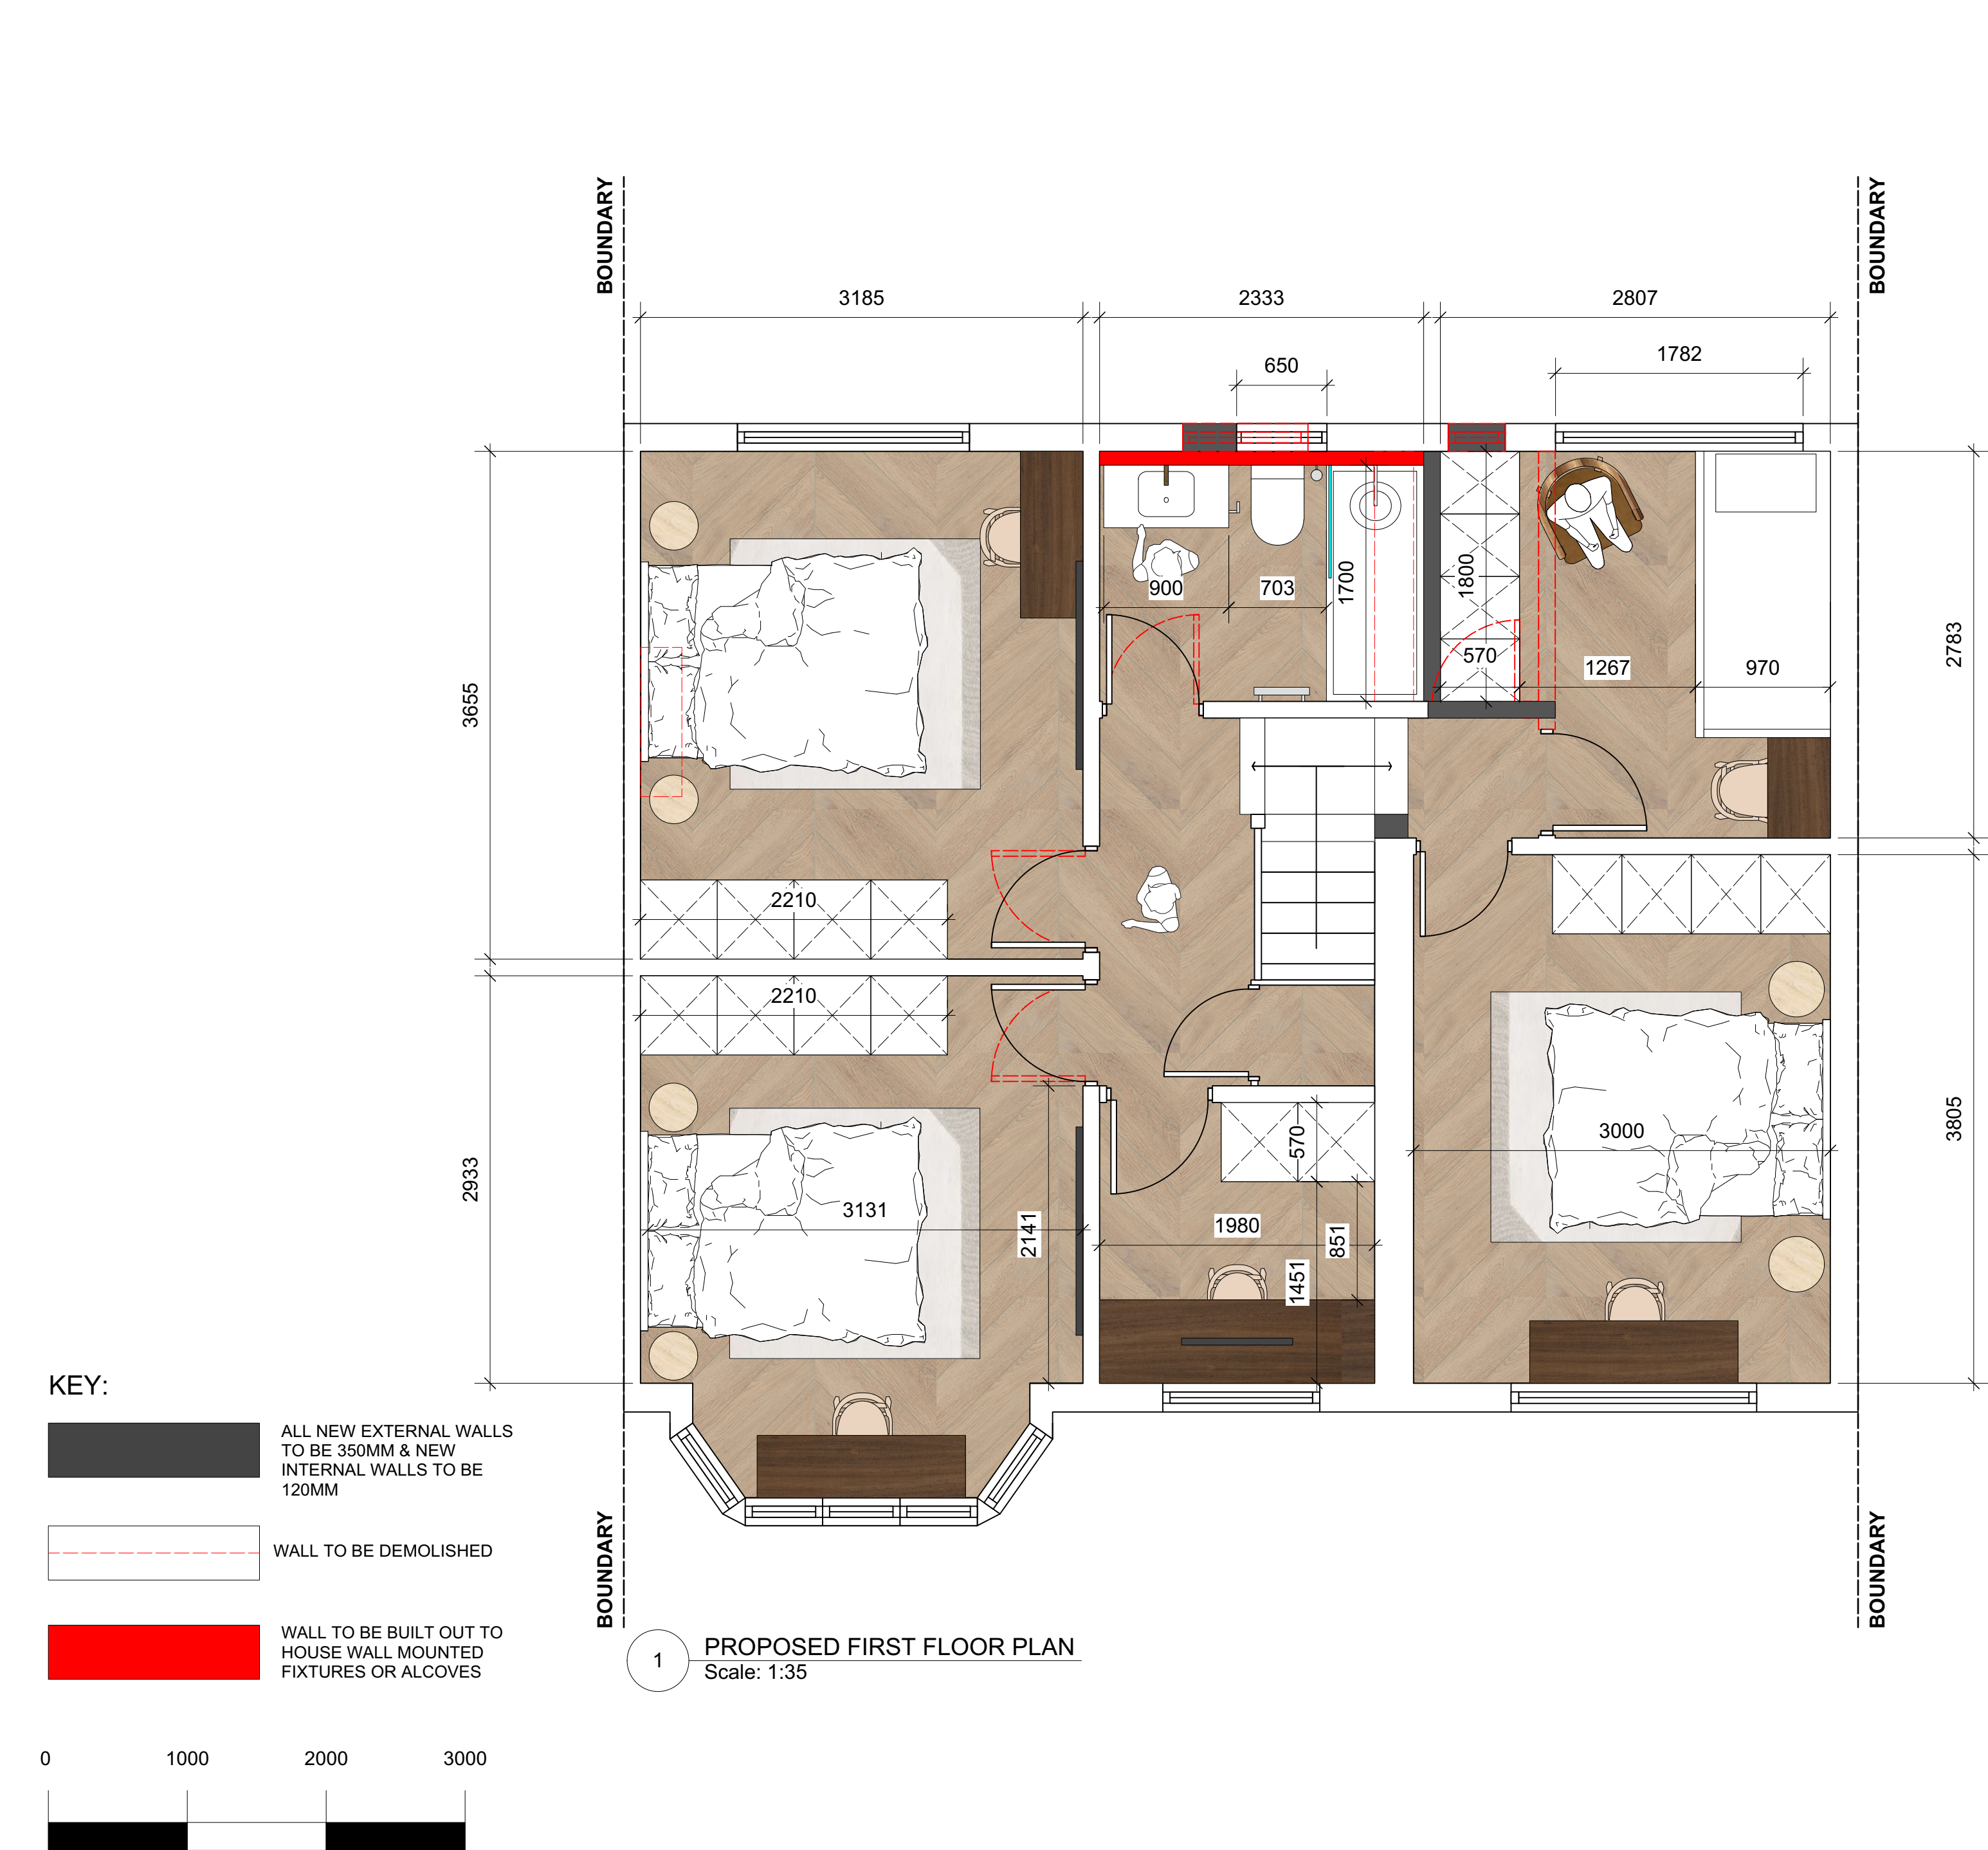 BOUNDARY
BOUNDARY
3185
2333
2807
1782
650
3655
900
703
1700
1800
570
1267
970
2783
2210
2210
2933
3131
2141
570
1980
851
1451
3000
3805
KEY:
ALL NEW EXTERNAL WALLS
TO BE 350MM & NEW
INTERNAL WALLS TO BE
120MM
WALL TO BE DEMOLISHED
WALL TO BE BUILT OUT TO
HOUSE WALL MOUNTED
FIXTURES OR ALCOVES
BOUNDARY
BOUNDARY
1
PROPOSED FIRST FLOOR PLAN
Scale: 1:35
0 1000 2000 3000